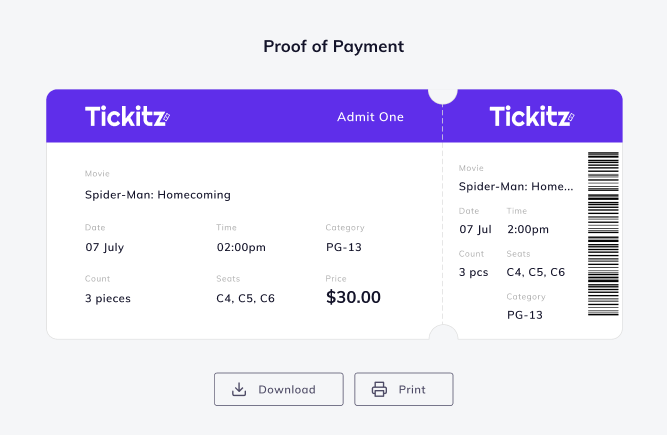 Proof of Payment
Tickitz
Admit One
Movie
Spider-Man: Homecoming
Date
Time
Category
07 July
02:00pm
PG-13
Count
Seats
Price
3 pieces
C4, C5, C6
$30.00
Tickitz
Movie
Spider-Man: Home...
Date
Time
07 Jul
2:00pm
Count
Seats
3 pcs
C4, C5, C6
Category
PG-13
Download
Print